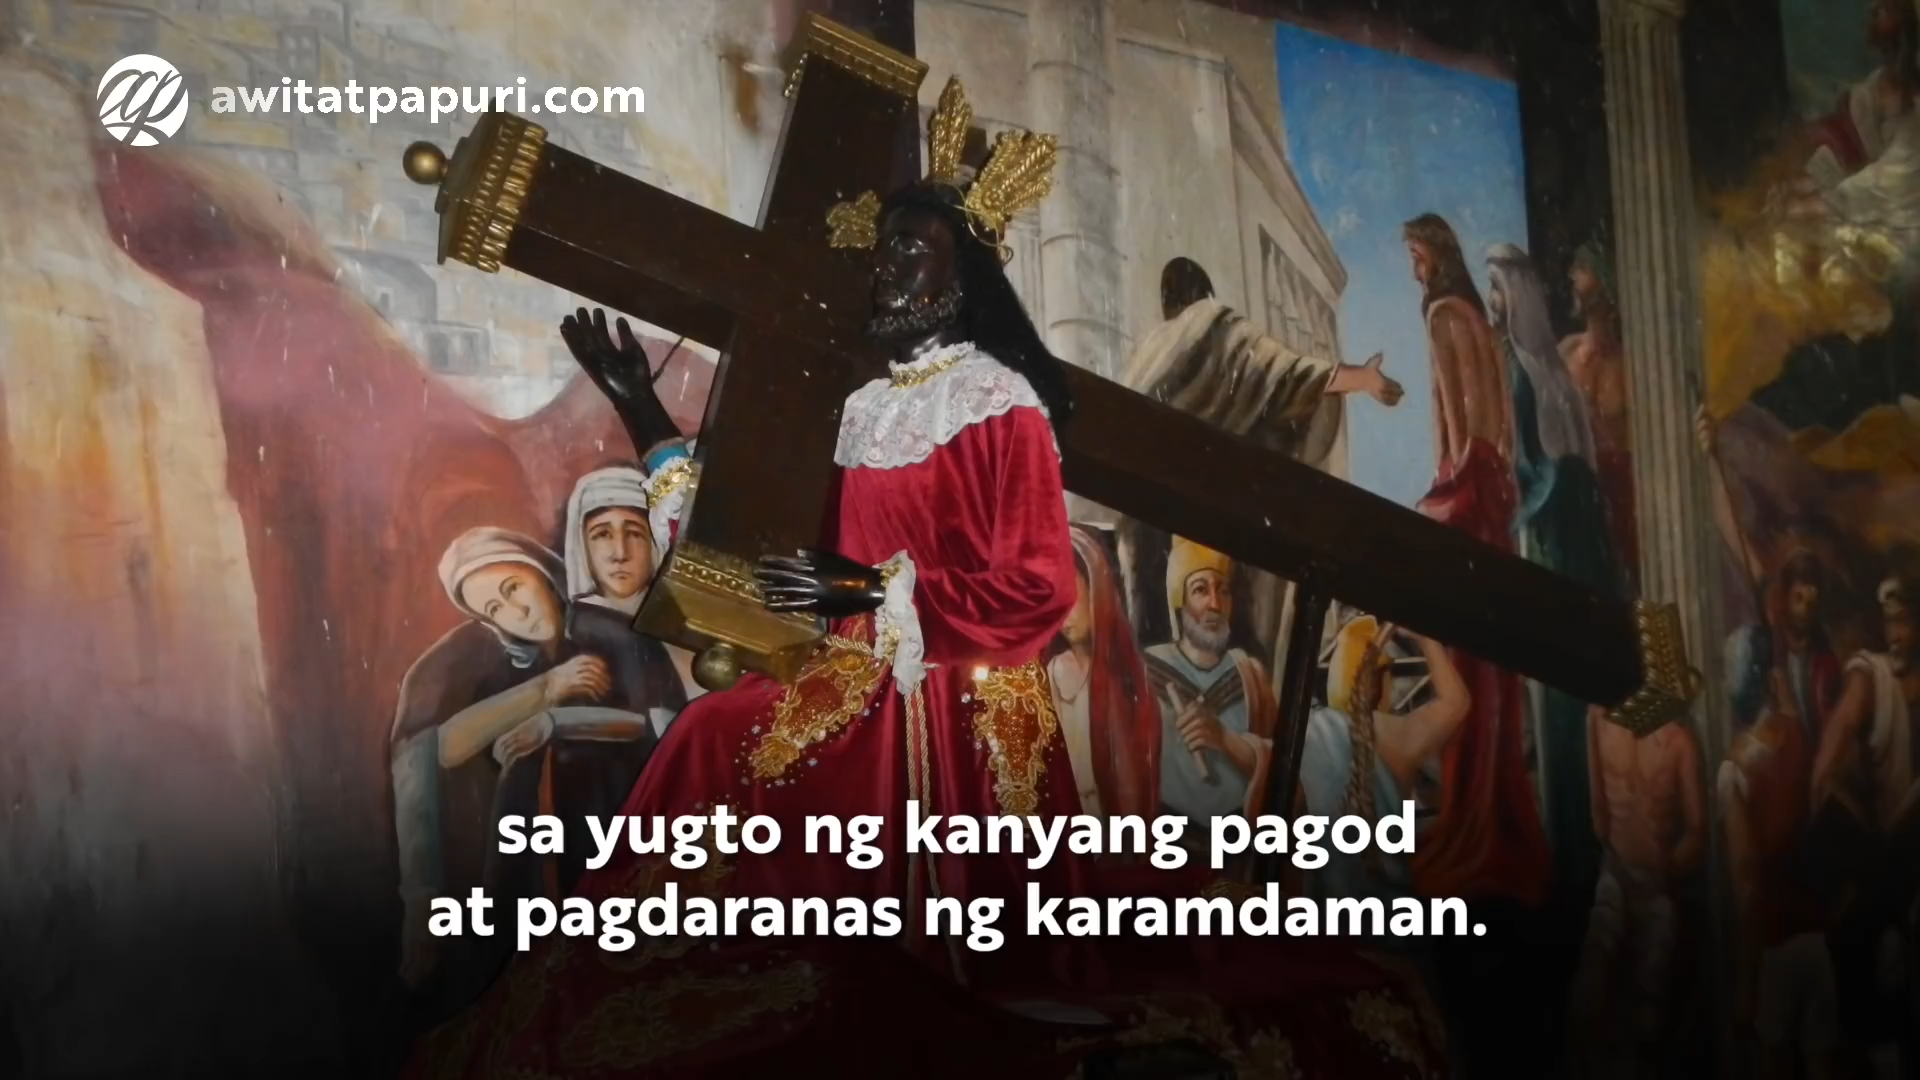 awitatpapuri.com
sa yugto ng kanyang pagod
at pagdaranas ng karamdaman.